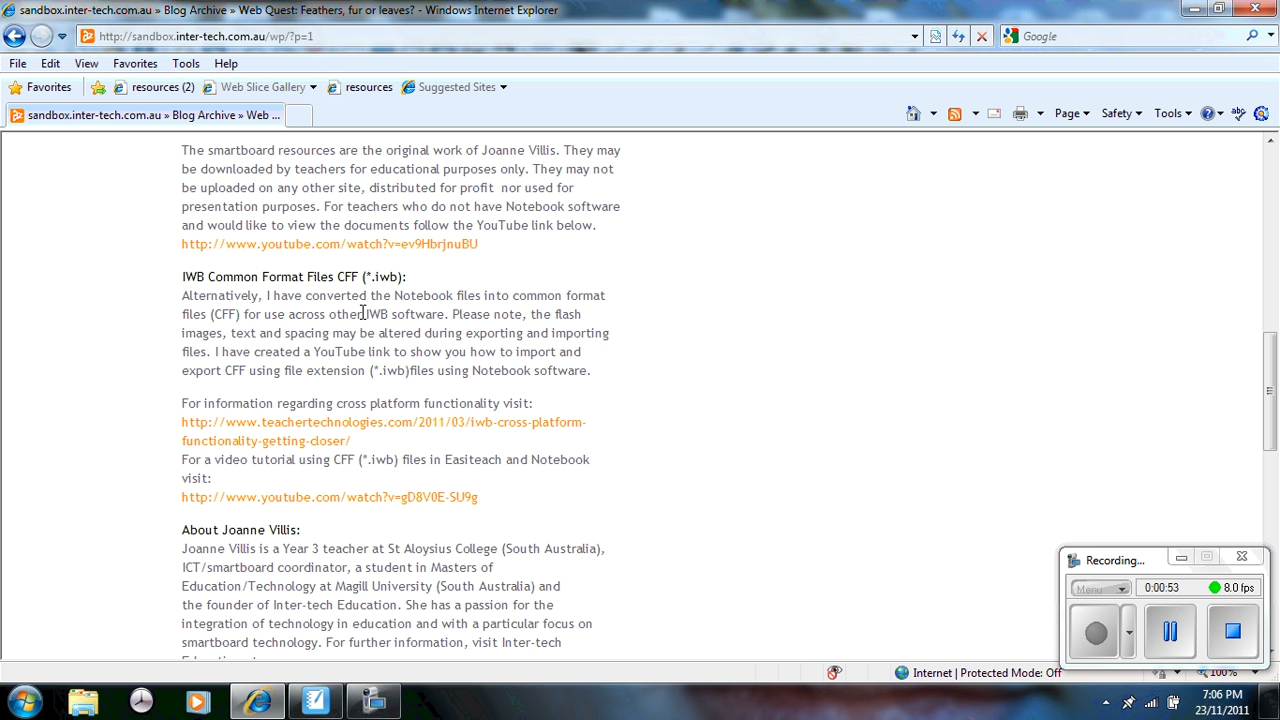 sandbox.inter-tech.com.au » Blog Archive » Web Quest: Feathers, fur or leaves? - Windows Internet Explorer
http://sandbox.inter-tech.com.au/wp/?p=1
Google
File Edit View Favorites Tools Help
Favorites resources (2) Web Slice Gallery resources Suggested Sites
sandbox.inter-tech.com.au » Blog Archive » Web ... Page Safety Tools
The smartboard resources are the original work of Joanne Villis. They may
be downloaded by teachers for educational purposes only. They may not
be uploaded on any other site, distributed for profit nor used for
presentation purposes. For teachers who do not have Notebook software
and would like to view the documents follow the YouTube link below.
http://www.youtube.com/watch?v=ev9HbrjnuBU
IWB Common Format Files CFF (*.iwb):
Alternatively, I have converted the Notebook files into common format
files (CFF) for use across other IWB software. Please note, the flash
images, text and spacing may be altered during exporting and importing
files. I have created a YouTube link to show you how to import and
export CFF using file extension (*.iwb)files using Notebook software.
For information regarding cross platform functionality visit:
http://www.teachertechnologies.com/2011/03/iwb-cross-platform-
functionality-getting-closer/
For a video tutorial using CFF (*.iwb) files in Easiteach and Notebook
visit:
http://www.youtube.com/watch?v=gD8V0E-SU9g
About Joanne Villis:
Joanne Villis is a Year 3 teacher at St Aloysius College (South Australia),
ICT/smartboard coordinator, a student in Masters of
Education/Technology at Magill University (South Australia) and
the founder of Inter-tech Education. She has a passion for the
integration of technology in education and with a particular focus on
smartboard technology. For further information, visit Inter-tech
Recording...
Menu 0:00:53 8.0 fps
Internet | Protected Mode: Off 100%
7:06 PM
23/11/2011